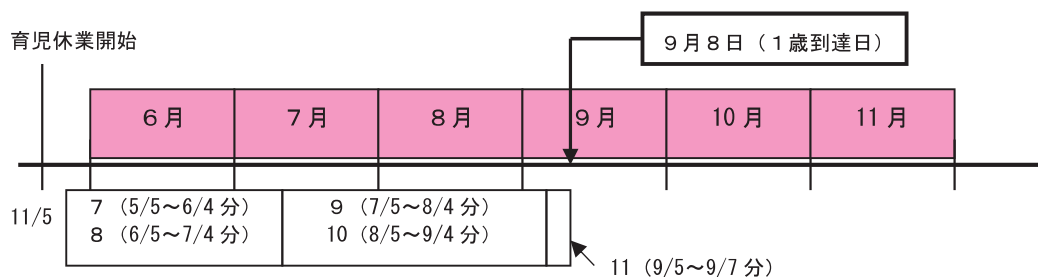 育児休業開始
９月８日（１歳到達日）
６月 ７月 ８月 ９月 10月 11月
11/5
７（5/5～6/4 分）
８（6/5～7/4 分）
９（7/5～8/4 分）
10（8/5～9/4 分）
11（9/5～9/7 分）